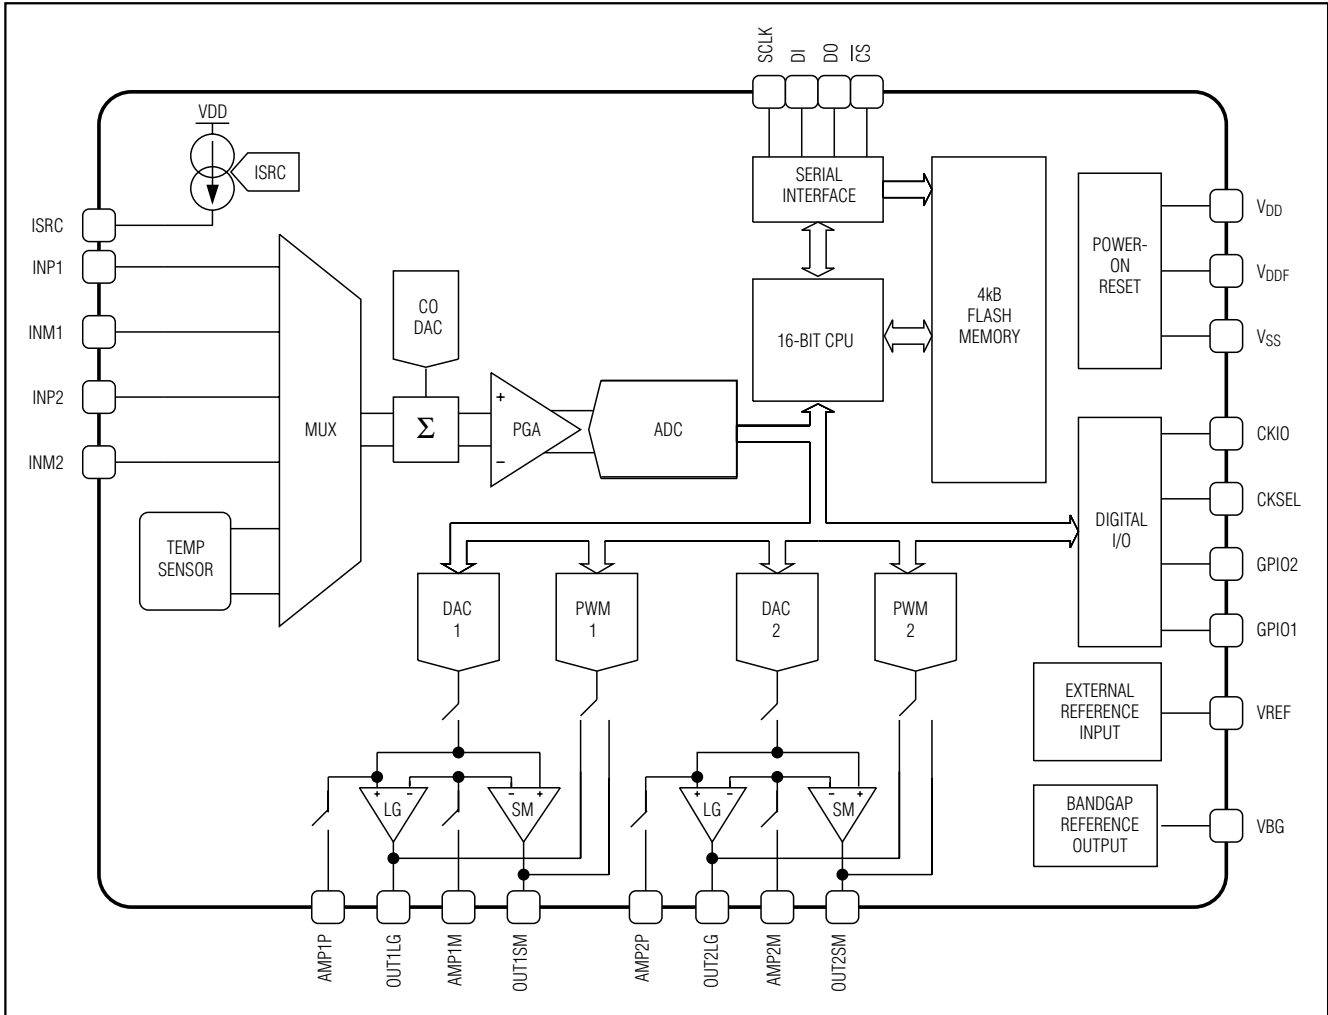 SCLK
DI
DO
CS
VDD
ISRC
ISRC
INP1
INM1
INP2
INM2
MUX
TEMP
SENSOR
CO
DAC
Σ
+
−
PGA
ADC
SERIAL
INTERFACE
16-BIT CPU
4kB
FLASH
MEMORY
POWER-
ON
RESET
VDD
VDDF
VSS
DIGITAL
I/O
CKIO
CKSEL
GPIO2
GPIO1
EXTERNAL
REFERENCE
INPUT
VREF
BANDGAP
REFERENCE
OUTPUT
VBG
DAC
1
PWM
1
DAC
2
PWM
2
+ −
LG
− +
SM
+ −
LG
− +
SM
AMP1P
OUT1LG
AMP1M
OUT1SM
AMP2P
OUT2LG
AMP2M
OUT2SM